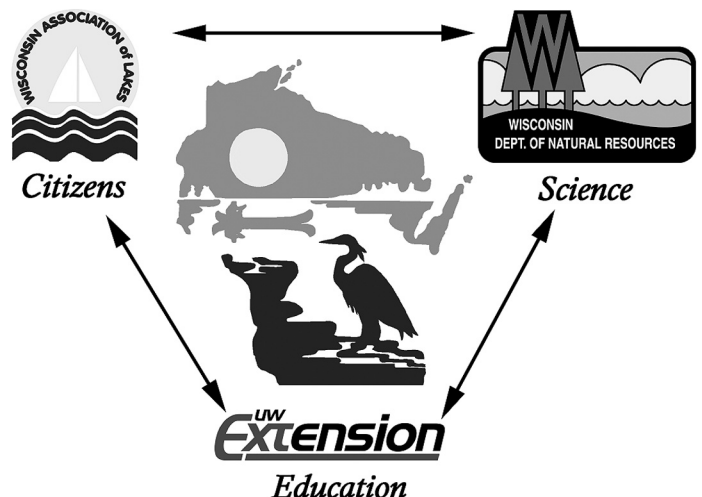 WISCONSIN ASSOCIATION of LAKES
WISCONSIN
DEPT. OF NATURAL RESOURCES
Citizens
Science
UW
Extension
Education